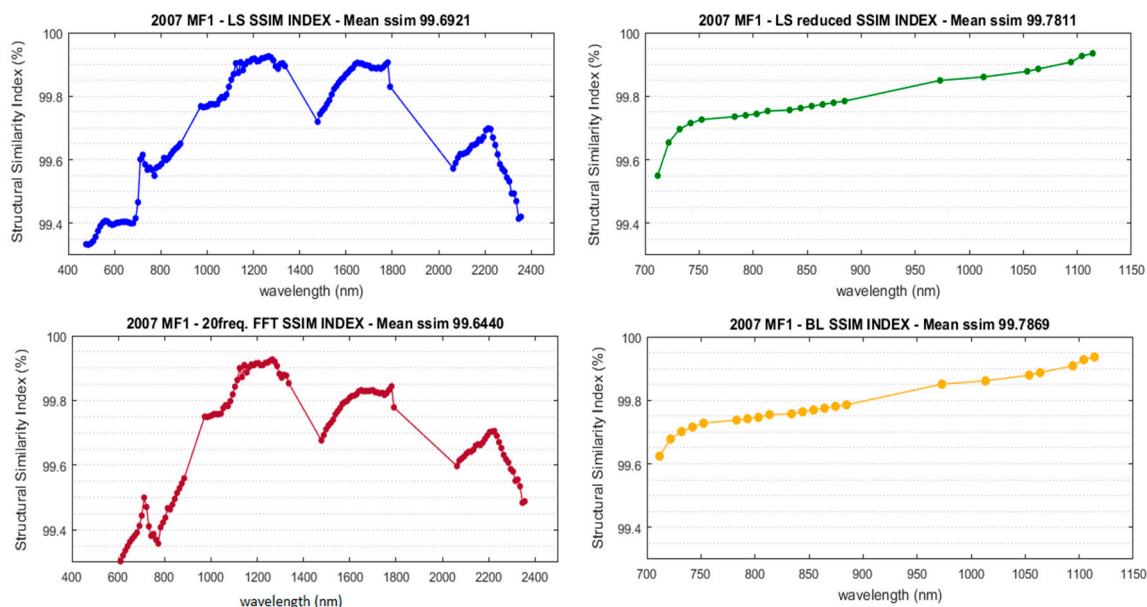 2007 MF1 - LS SSIM INDEX - Mean ssim 99.6921
Structural Similarity Index (%)
100
99.8
99.6
99.4
400 600 800 1000 1200 1400 1600 1800 2000 2200 2400
wavelength (nm)
2007 MF1 - LS reduced SSIM INDEX - Mean ssim 99.7811
Structural Similarity Index (%)
100
99.8
99.6
99.4
700 750 800 850 900 950 1000 1050 1100 1150
wavelength (nm)
2007 MF1 - 20freq. FFT SSIM INDEX - Mean ssim 99.6440
Structural Similarity Index (%)
100
99.8
99.6
99.4
400 600 800 1000 1200 1400 1600 1800 2000 2200 2400
wavelength (nm)
2007 MF1 - BL SSIM INDEX - Mean ssim 99.7869
Structural Similarity Index (%)
100
99.8
99.6
99.4
700 750 800 850 900 950 1000 1050 1100 1150
wavelength (nm)